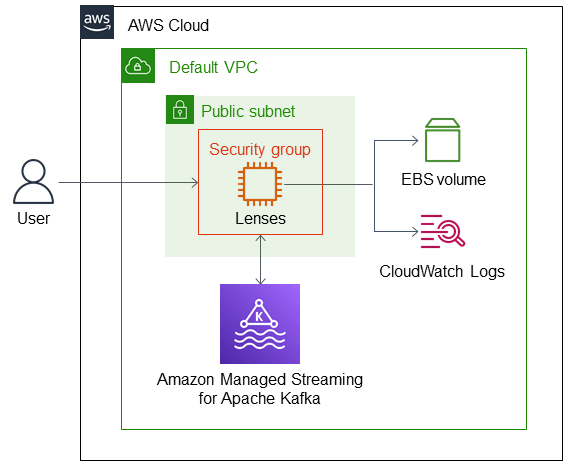 aws
AWS Cloud
Default VPC
Public subnet
Security group
Lenses
User
EBS volume
CloudWatch Logs
K
Amazon Managed Streaming
for Apache Kafka